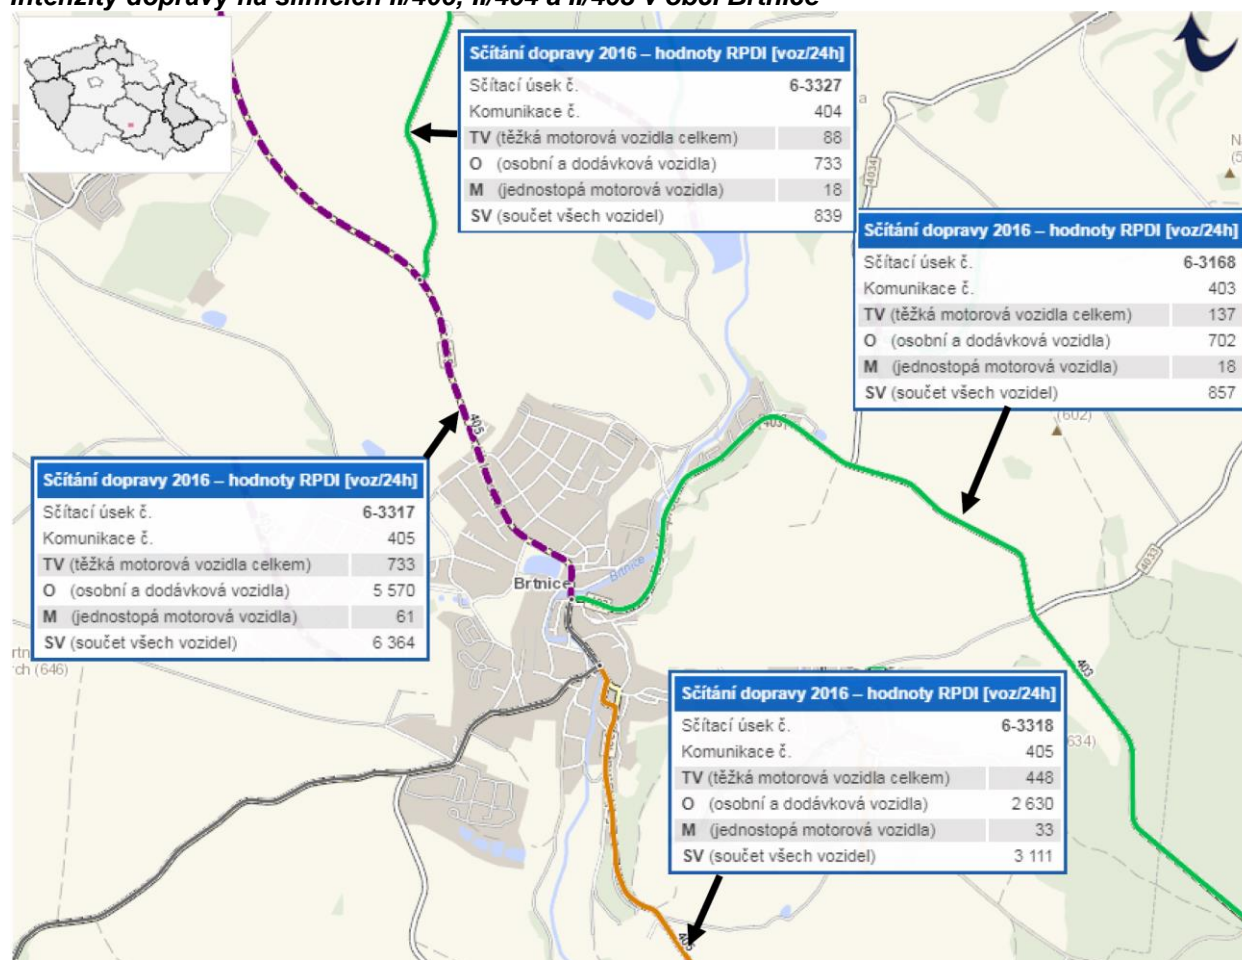 Intenzity dopravy na silnicích II/406, II/404 a II/403 v obci Brtnice
Sčítání dopravy 2016 – hodnoty RPDI [voz/24h]
Sčítací úsek č. 6-3327
Komunikace č. 404
TV (těžká motorová vozidla celkem) 88
O (osobní a dodávková vozidla) 733
M (jednostopá motorová vozidla) 18
SV (součet všech vozidel) 839
4034
Sčítání dopravy 2016 – hodnoty RPDI [voz/24h]
Sčítací úsek č. 6-3168
Komunikace č. 403
TV (těžká motorová vozidla celkem) 137
O (osobní a dodávková vozidla) 702
M (jednostopá motorová vozidla) 18
SV (součet všech vozidel) 857
(602)
405
403
Sčítání dopravy 2016 – hodnoty RPDI [voz/24h]
Sčítací úsek č. 6-3317
Komunikace č. 405
TV (těžká motorová vozidla celkem) 733
O (osobní a dodávková vozidla) 5 570
M (jednostopá motorová vozidla) 61
SV (součet všech vozidel) 6 364
Brtnice
Brtnice
4033
403
(646)
634)
Sčítání dopravy 2016 – hodnoty RPDI [voz/24h]
Sčítací úsek č. 6-3318
Komunikace č. 405
TV (těžká motorová vozidla celkem) 448
O (osobní a dodávková vozidla) 2 630
M (jednostopá motorová vozidla) 33
SV (součet všech vozidel) 3 111
405